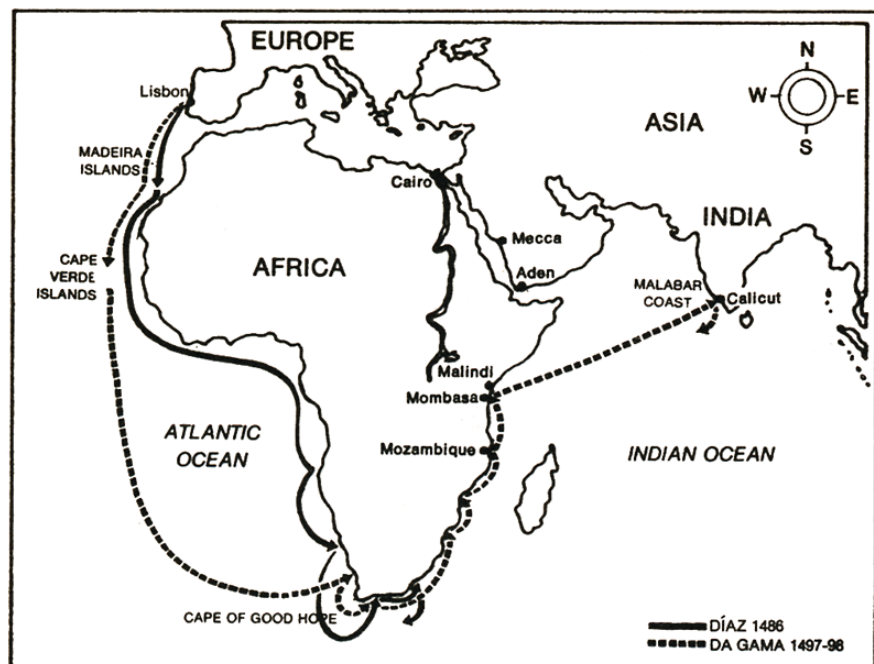 EUROPE
N
W
E
S
Lisbon
ASIA
MADEIRA
ISLANDS
Cairo
INDIA
Mecca
CAPE
VERDE
ISLANDS
AFRICA
Aden
MALABAR
COAST
Calicut
Malindi
Mombasa
ATLANTIC
OCEAN
Mozambique
INDIAN OCEAN
CAPE OF GOOD HOPE
DÍAZ 1486
DA GAMA 1497-98